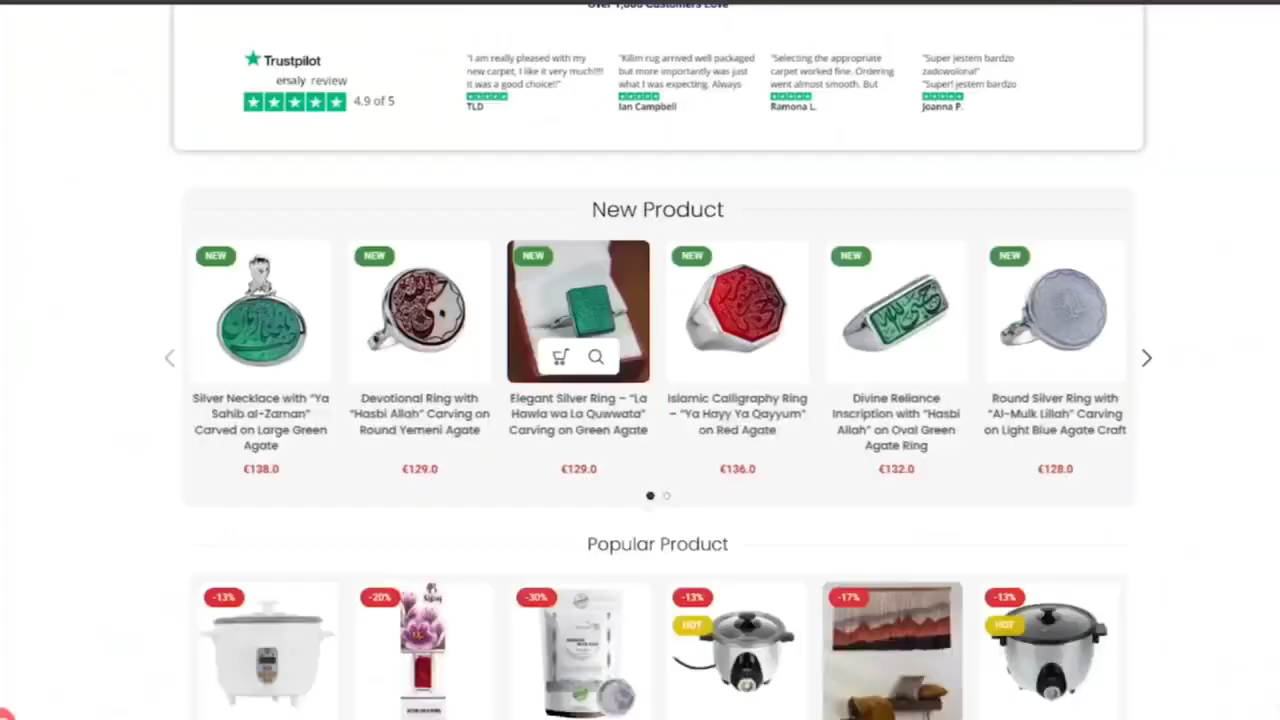 Over 1,000 Customers Love
Trustpilot
ersaly review
4.9 of 5
"I am really pleased with my
new carpet, I like it very much!!!!
it was a good choice!!"
TLD
"Kilim rug arrived well packaged
but more importantly was just
what I was expecting. Always
Ian Campbell
"Selecting the appropriate
carpet worked fine. Ordering
went almost smooth. But
Ramona L.
"Super jestem bardzo
zadowolona!"
"Super! jestem bardzo
Joanna P.
New Product
NEW
NEW
NEW
NEW
NEW
NEW
Silver Necklace with "Ya
Sahib al-Zaman"
Carved on Large Green
Agate
€138.0
Devotional Ring with
"Hasbi Allah" Carving on
Round Yemeni Agate
€129.0
Elegant Silver Ring – "La
Hawla wa La Quwwata"
Carving on Green Agate
€129.0
Islamic Calligraphy Ring
– "Ya Hayy Ya Qayyum"
on Red Agate
€136.0
Divine Reliance
Inscription with "Hasbi
Allah" on Oval Green
Agate Ring
€132.0
Round Silver Ring with
"Al-Mulk Lillah" Carving
on Light Blue Agate Craft
€128.0
Popular Product
-13%
-20%
-30%
-13%
HOT
-17%
-13%
HOT